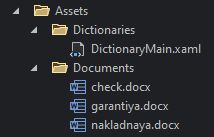 Assets
Dictionaries
DictionaryMain.xaml
Documents
check.docx
garantiya.docx
nakladnaya.docx